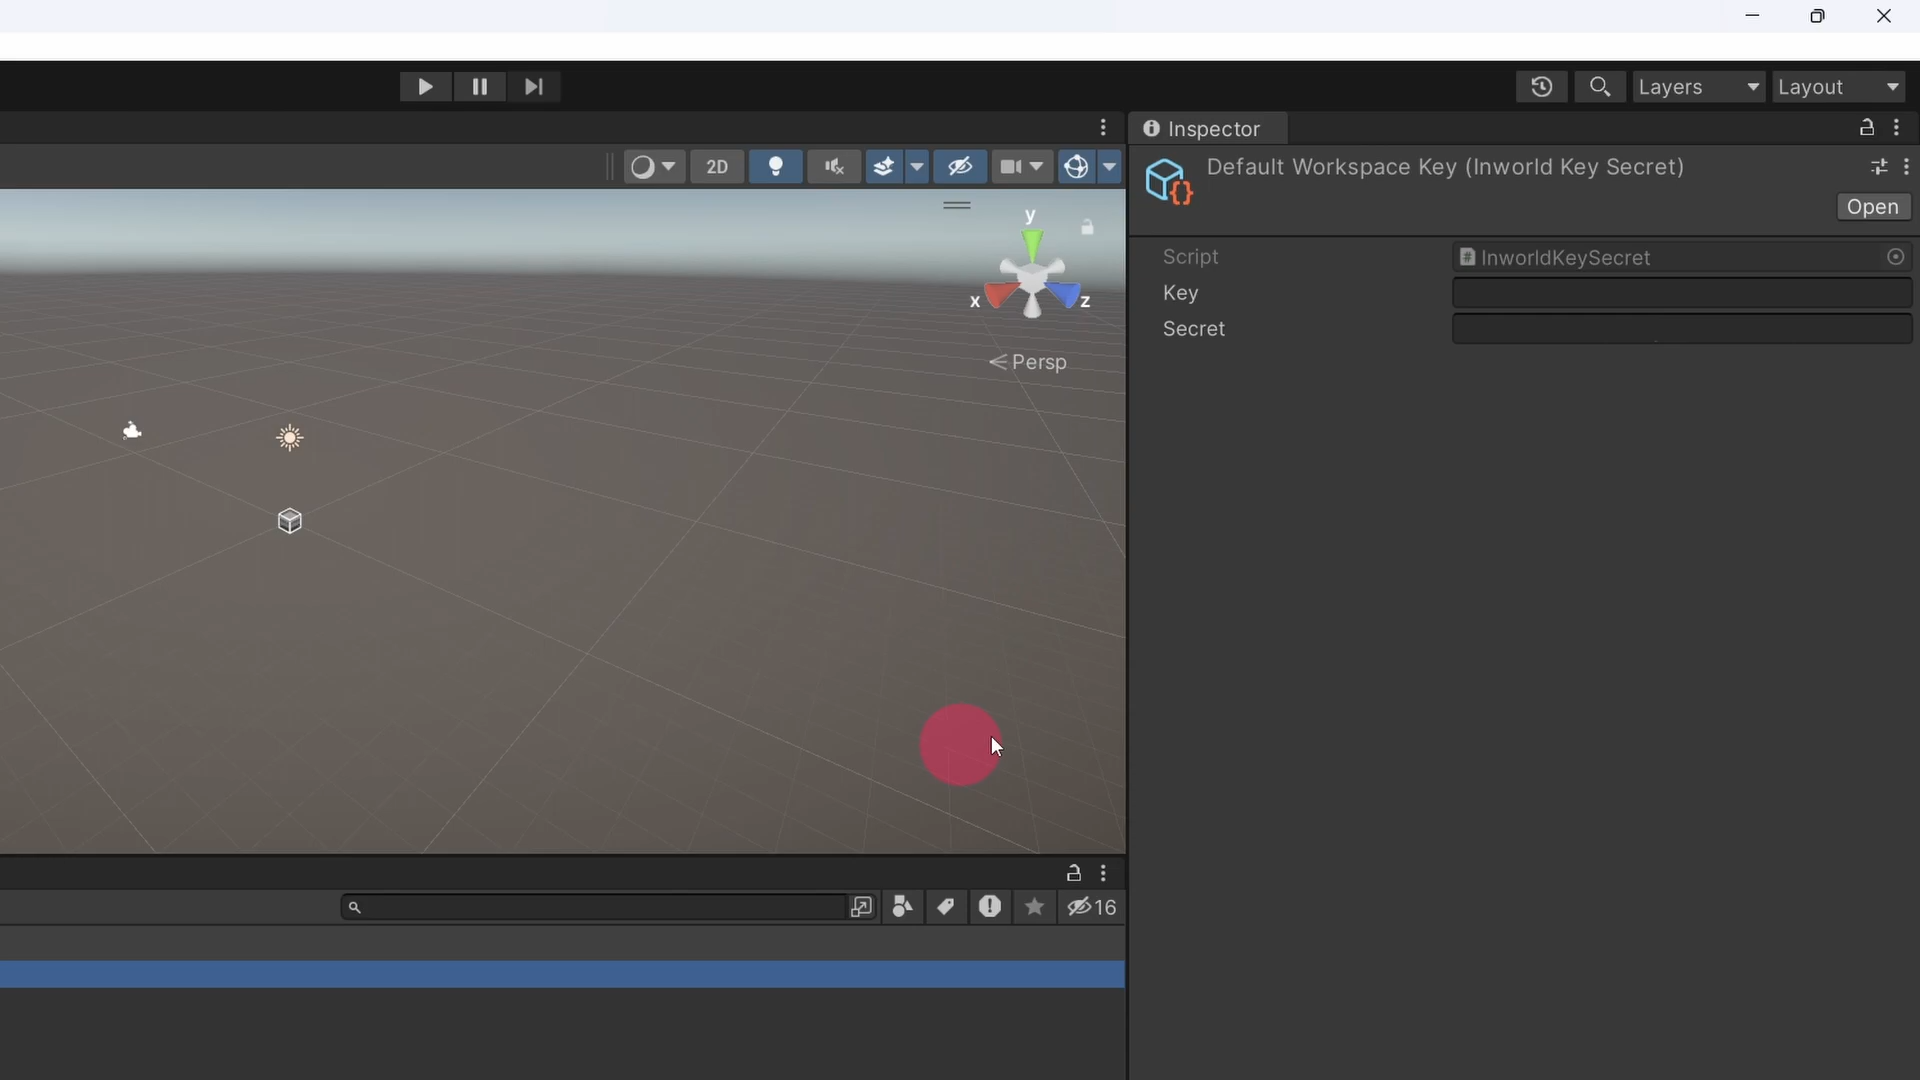 Layers
Layout
Inspector
2D
Default Workspace Key (Inworld Key Secret)
Open
y
x
z
Persp
Script
InworldKeySecret
Key
Secret
16